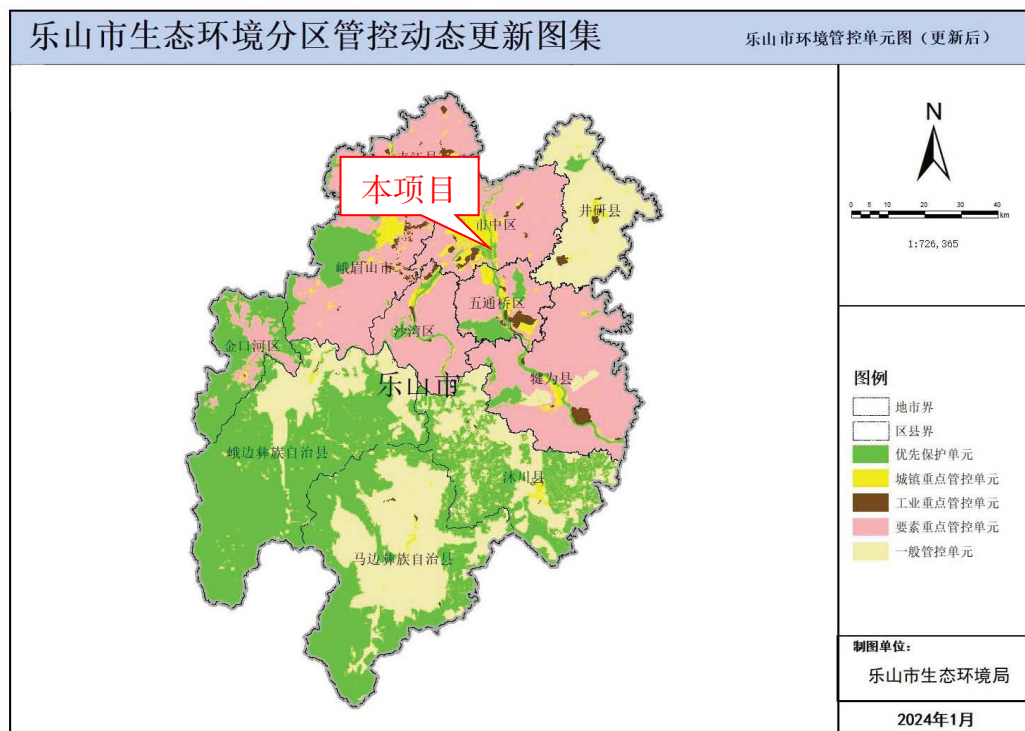 乐山市生态环境分区管控动态更新图集
乐山市环境管控单元图（更新后）
N
0 5 10 20 30 40
km
1:726,365
本项目
市中区
井研县
峨眉山市
五通桥区
沙湾区
金口河区
乐山市
犍为县
峨边彝族自治县
沐川县
马边彝族自治县
图例
地市界
区县界
优先保护单元
城镇重点管控单元
工业重点管控单元
要素重点管控单元
一般管控单元
制图单位：
乐山市生态环境局
2024年1月